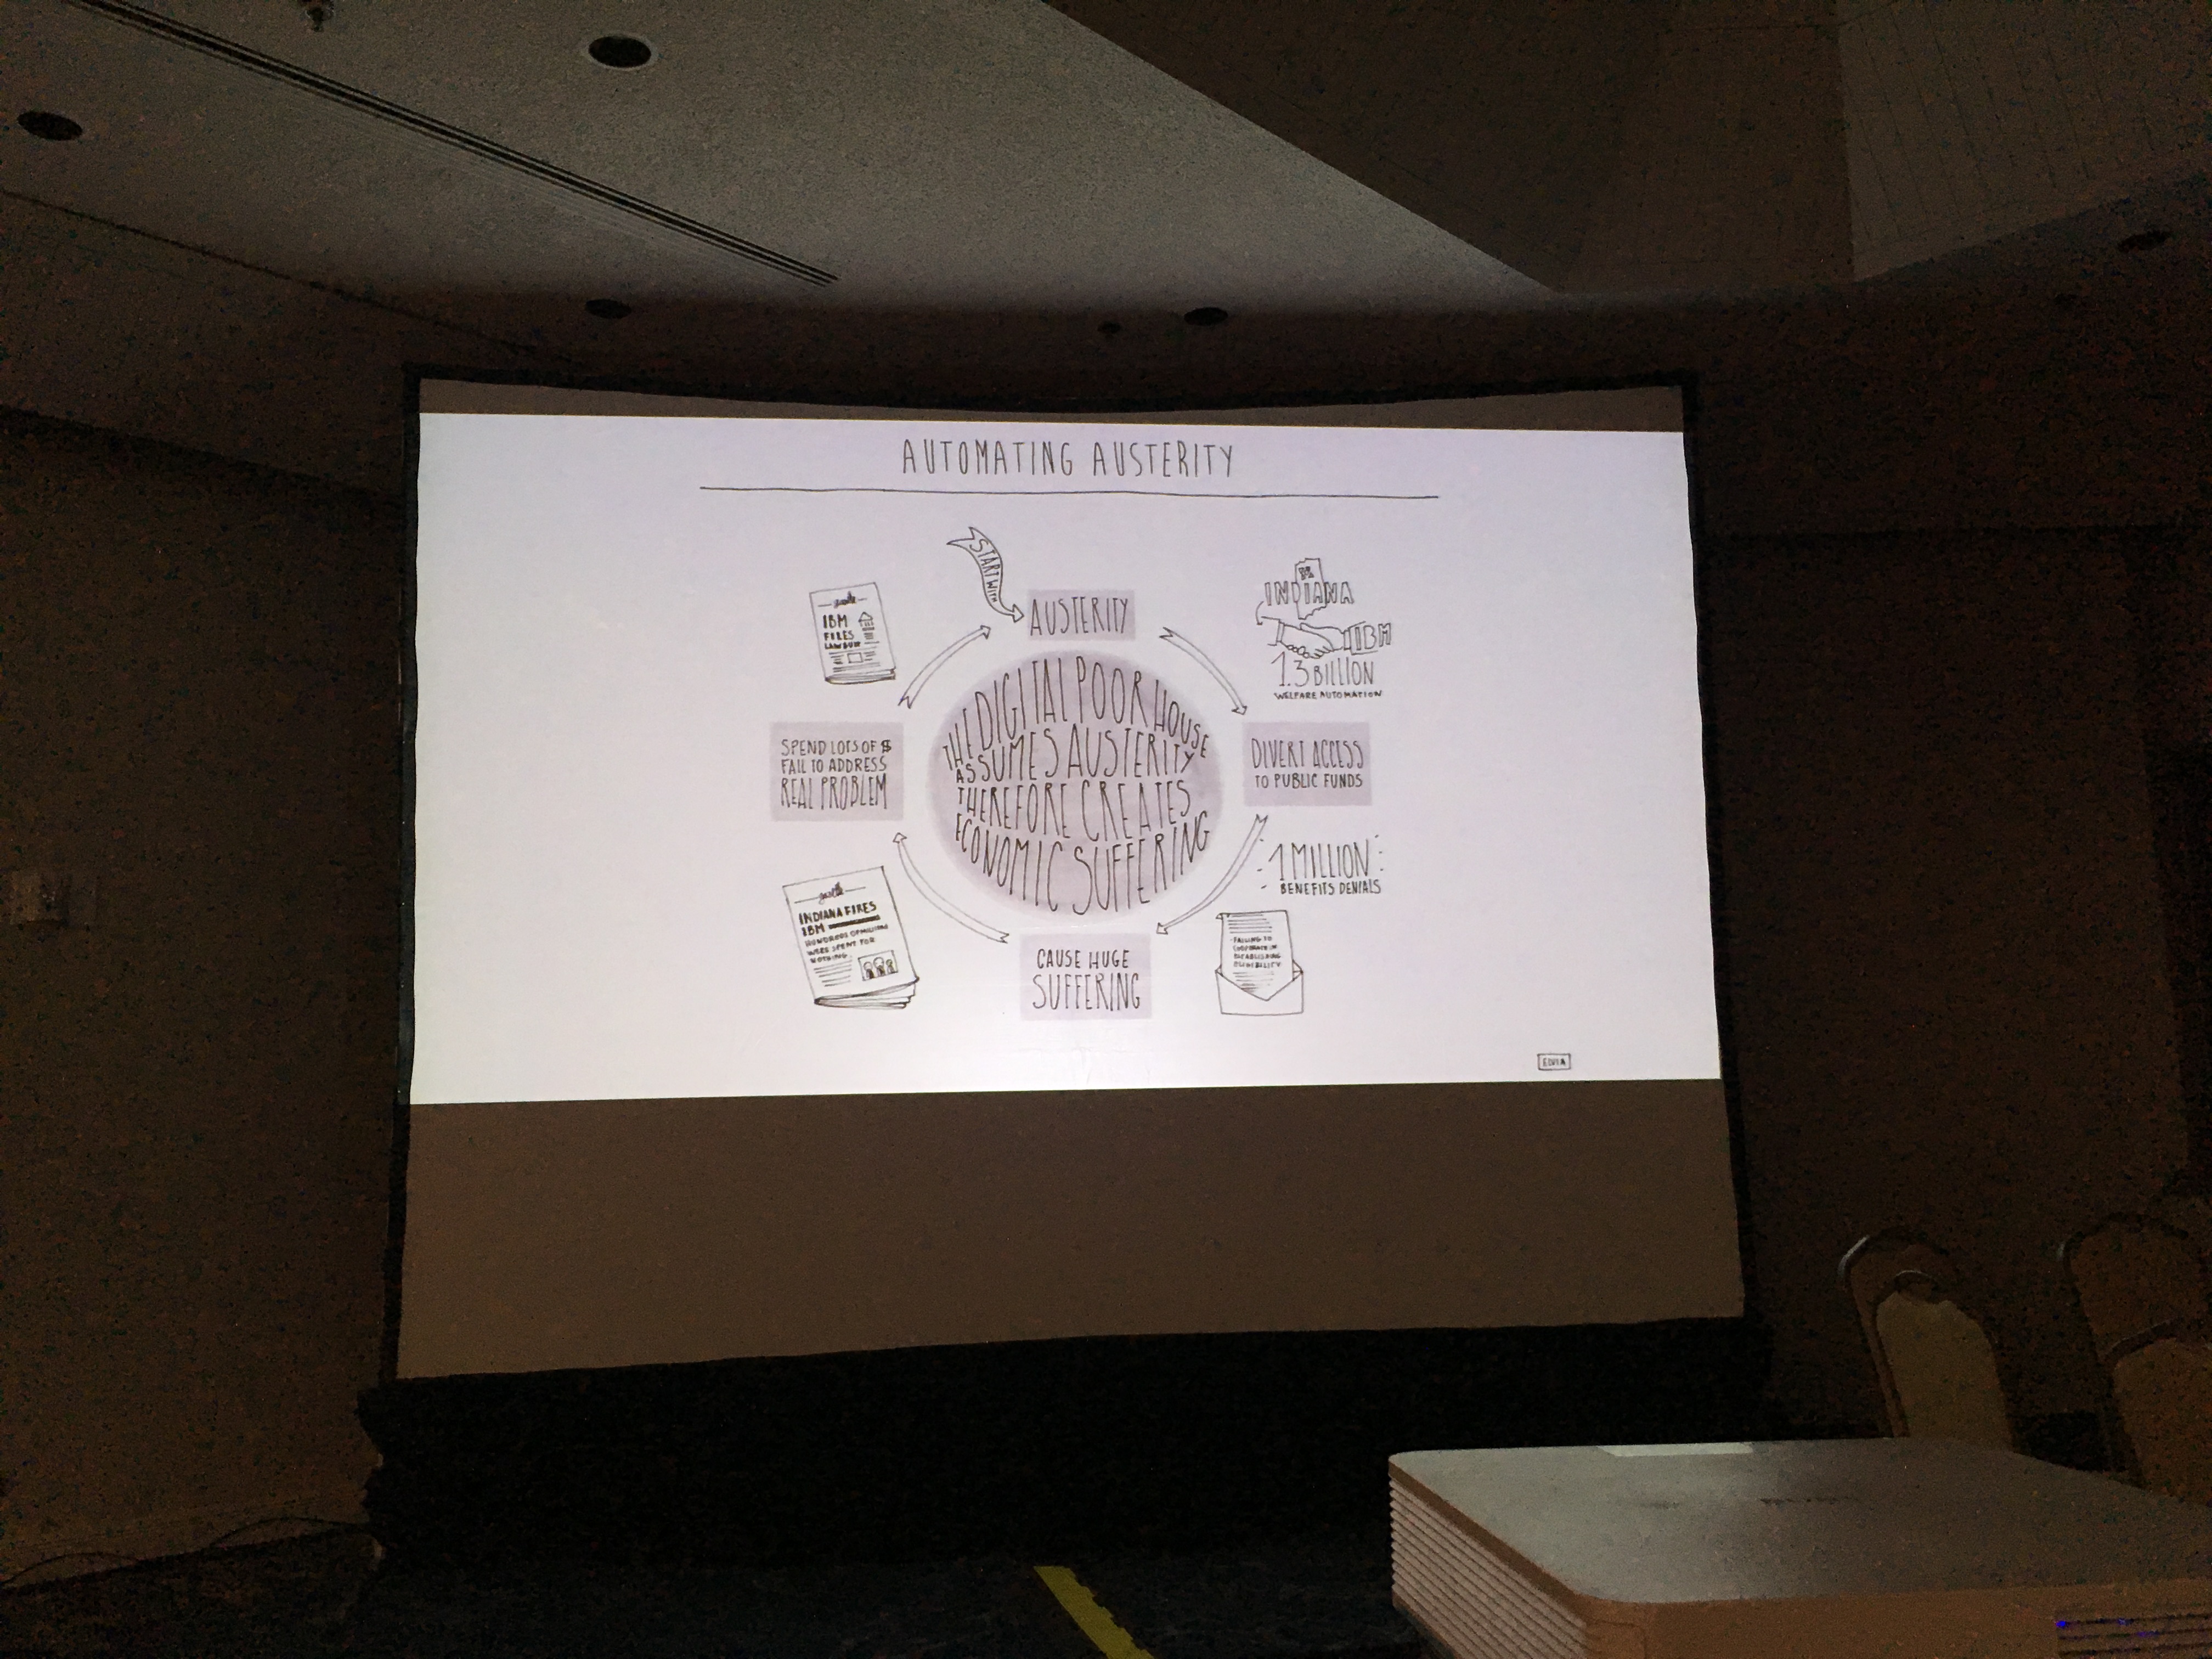 AUTOMATING AUSTERITY
START WITH
AUSTERITY
INDIANA
IBM
1.3 BILLION
WELFARE AUTOMATION
DIVERT ACCESS
TO PUBLIC FUNDS
1 MILLION
BENEFITS DENIALS
FAILING TO
COOPERATE IN
ESTABLISHING
ELIGIBILITY
CAUSE HUGE
SUFFERING
INDIANA FIRES
IBM
HUNDREDS OF MILLIONS
WERE SPENT FOR
NOTHING
SPEND LOTS OF $
FAIL TO ADDRESS
REAL PROBLEM
IBM
FILES
LAWSUIT
THE DIGITAL POOR HOUSE
ASSUMES AUSTERITY
THEREFORE CREATES
ECONOMIC SUFFERING